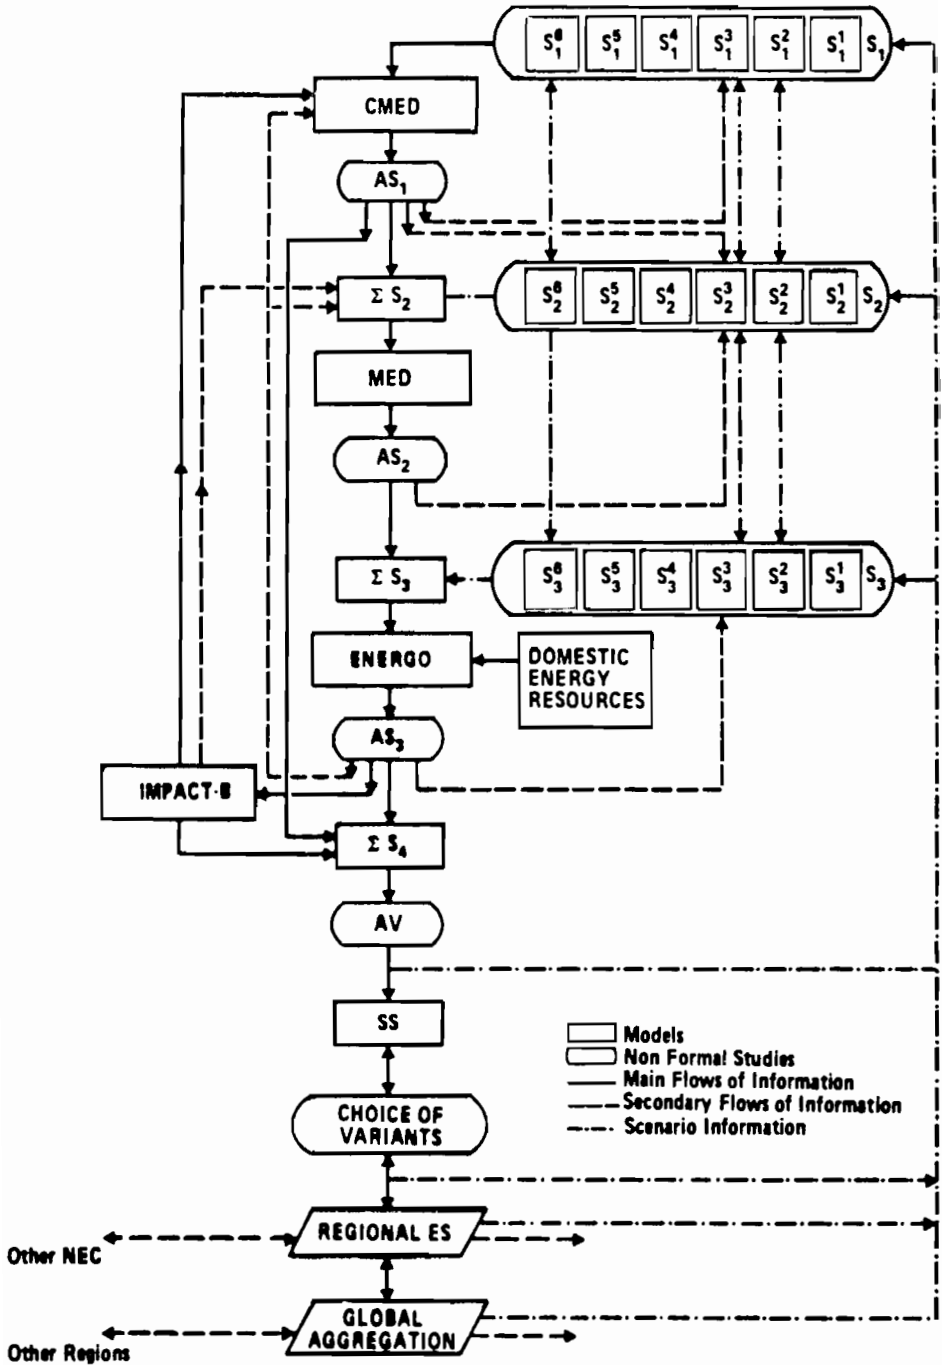 S₁⁶ S₁⁵ S₁⁴ S₁³ S₁² S₁¹ S₁
CMED
AS₁
Σ S₂
S₂⁶ S₂⁵ S₂⁴ S₂³ S₂² S₂¹ S₂
MED
AS₂
Σ S₃
S₃⁶ S₃⁵ S₃⁴ S₃³ S₃² S₃¹ S₃
ENERGO
DOMESTIC
ENERGY
RESOURCES
AS₃
IMPACT-B
Σ S₄
AV
SS
Models
Non Formal Studies
Main Flows of Information
Secondary Flows of Information
Scenario Information
CHOICE OF
VARIANTS
REGIONAL ES
Other NEC
GLOBAL
AGGREGATION
Other Regions